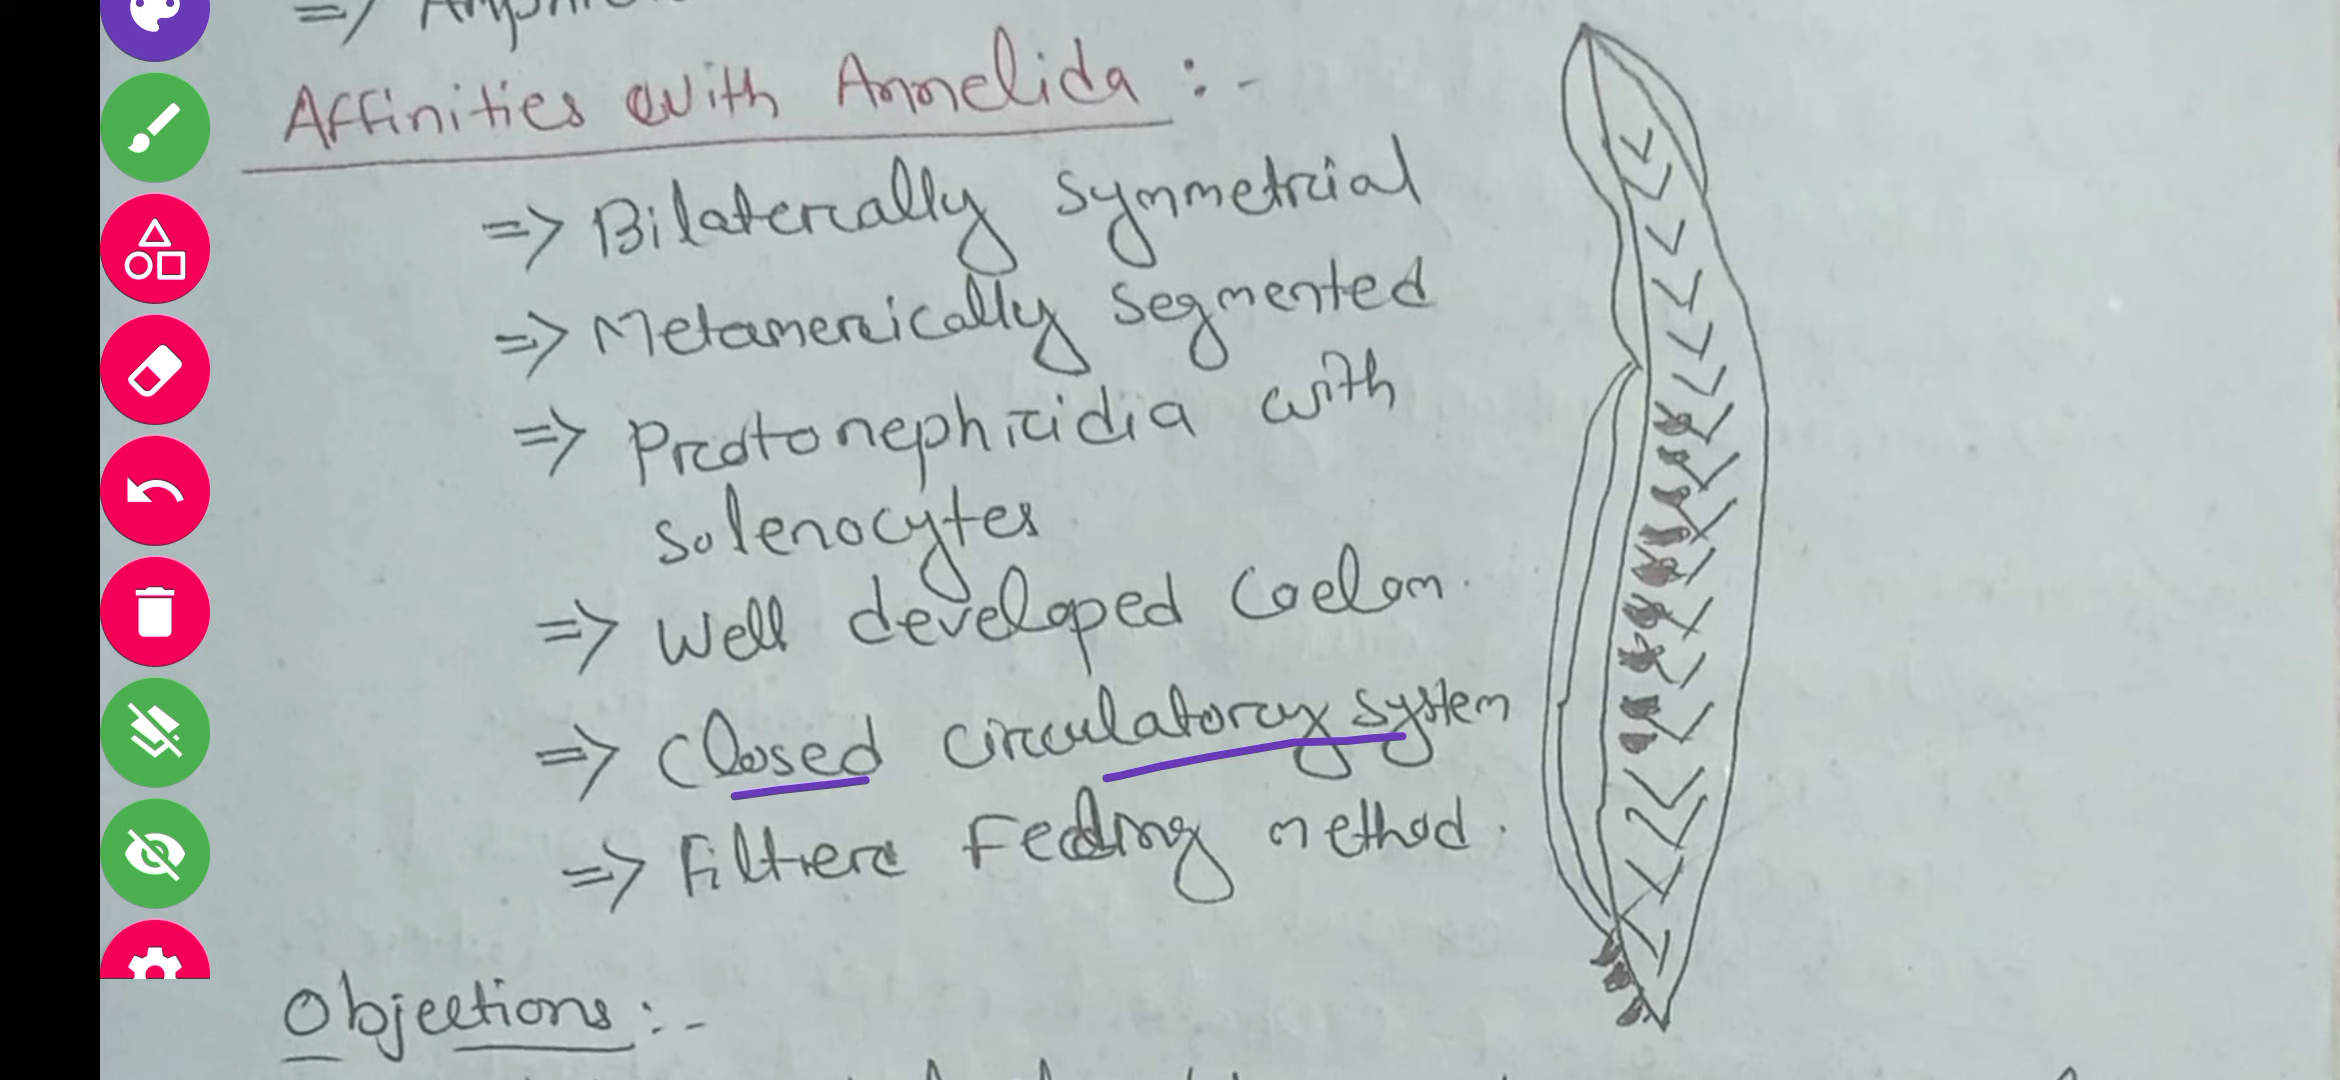 Affinities with Annelida :-
=> Bilaterally symmetrial
=> Metamerically segmented
=> Protonephridia with
solenocytes
=> Well developed Coelom.
=> Closed circulatory system
=> Filter Feeding method.
Objections :-